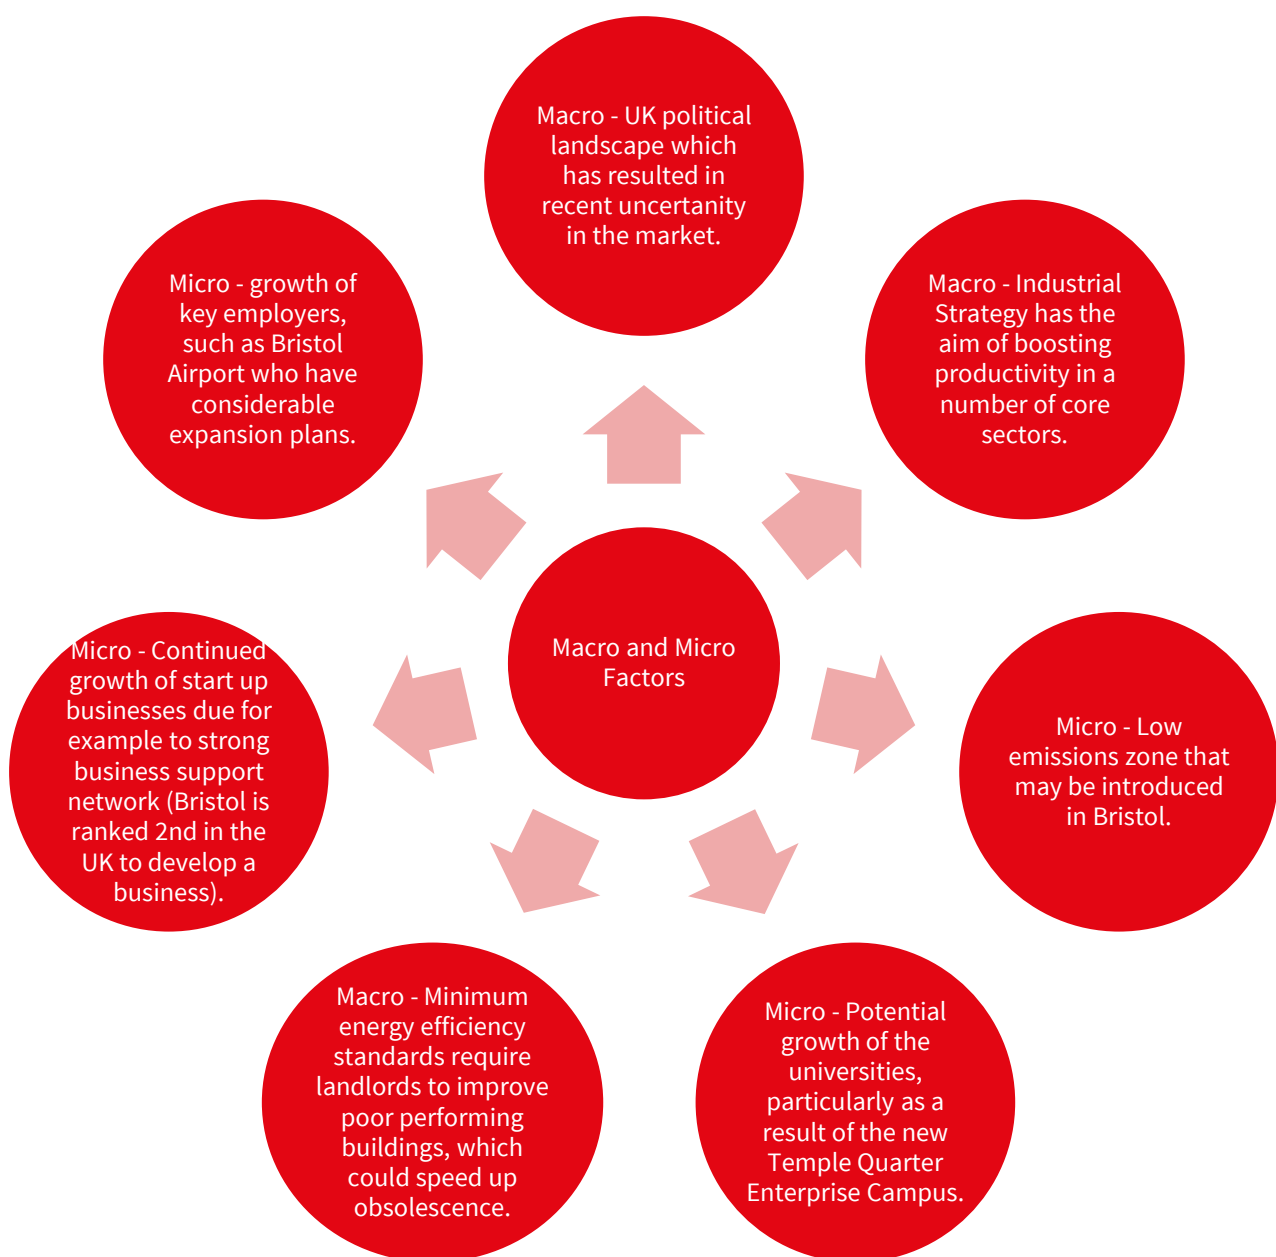 Macro - UK political
landscape which
has resulted in
recent uncertanity
in the market.
Macro - Industrial
Strategy has the
aim of boosting
productivity in a
number of core
sectors.
Micro - Low
emissions zone that
may be introduced
in Bristol.
Micro - Potential
growth of the
universities,
particularly as a
result of the new
Temple Quarter
Enterprise Campus.
Macro - Minimum
energy efficiency
standards require
landlords to improve
poor performing
buildings, which
could speed up
obsolescence.
Micro - Continued
growth of start up
businesses due for
example to strong
business support
network (Bristol is
ranked 2nd in the
UK to develop a
business).
Micro - growth of
key employers,
such as Bristol
Airport who have
considerable
expansion plans.
Macro and Micro
Factors